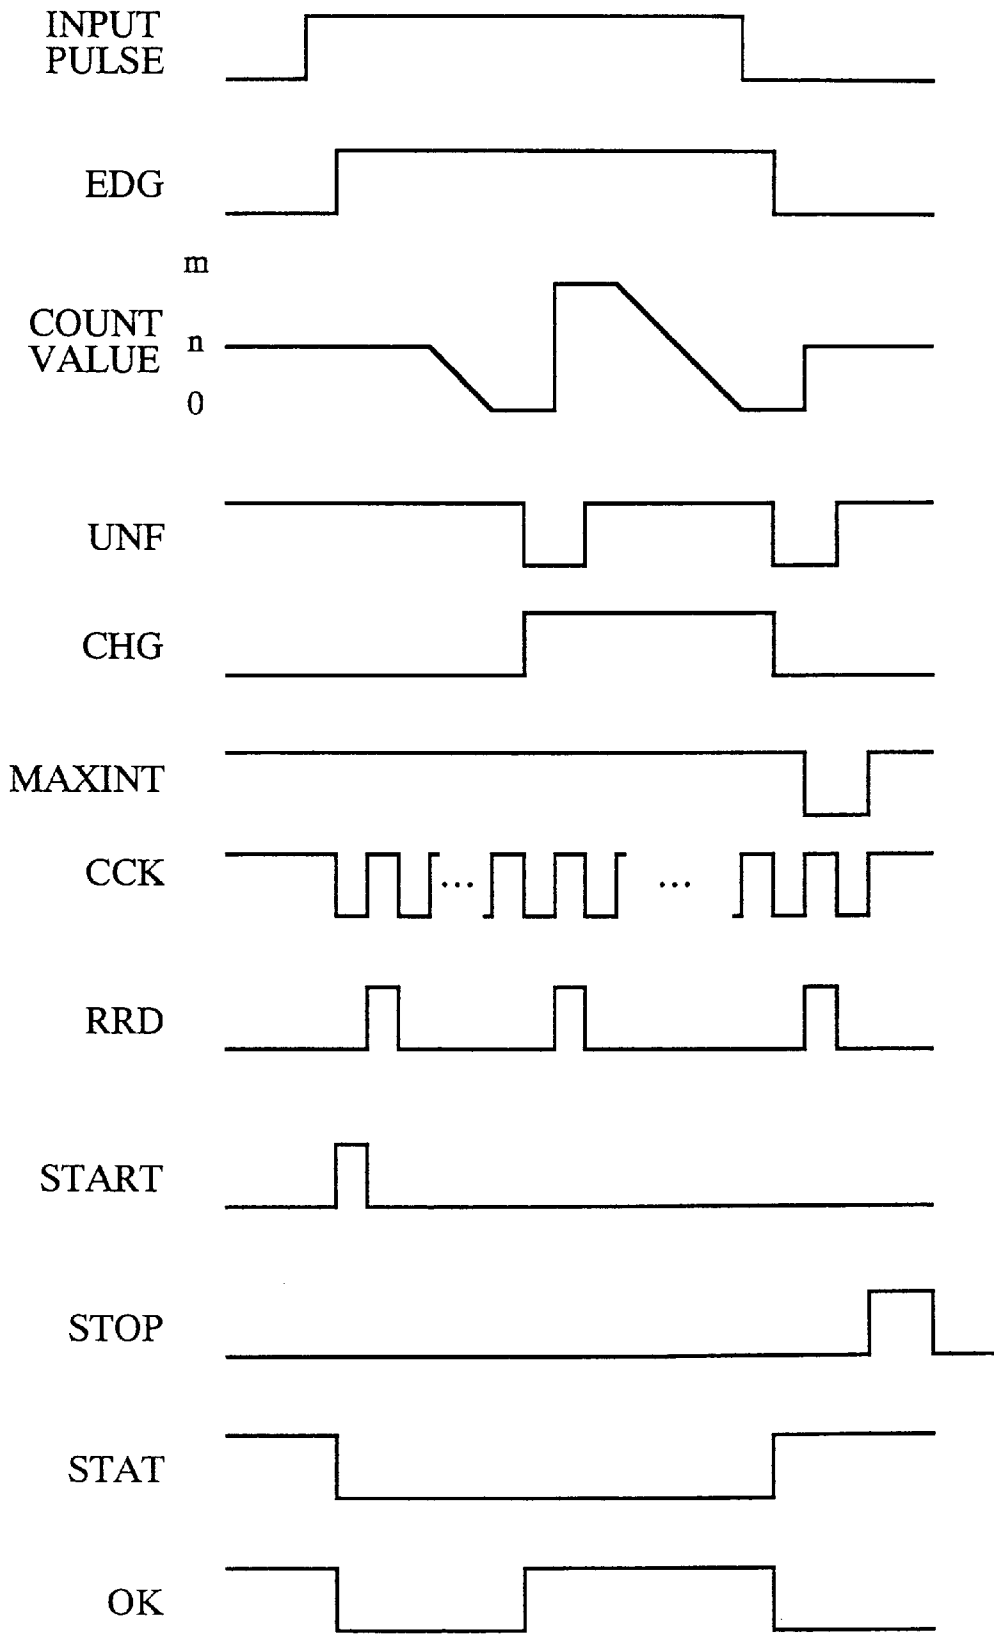 INPUT
PULSE
EDG
m
COUNT
VALUE
n
0
UNF
CHG
MAXINT
CCK
... ...
RRD
START
STOP
STAT
OK